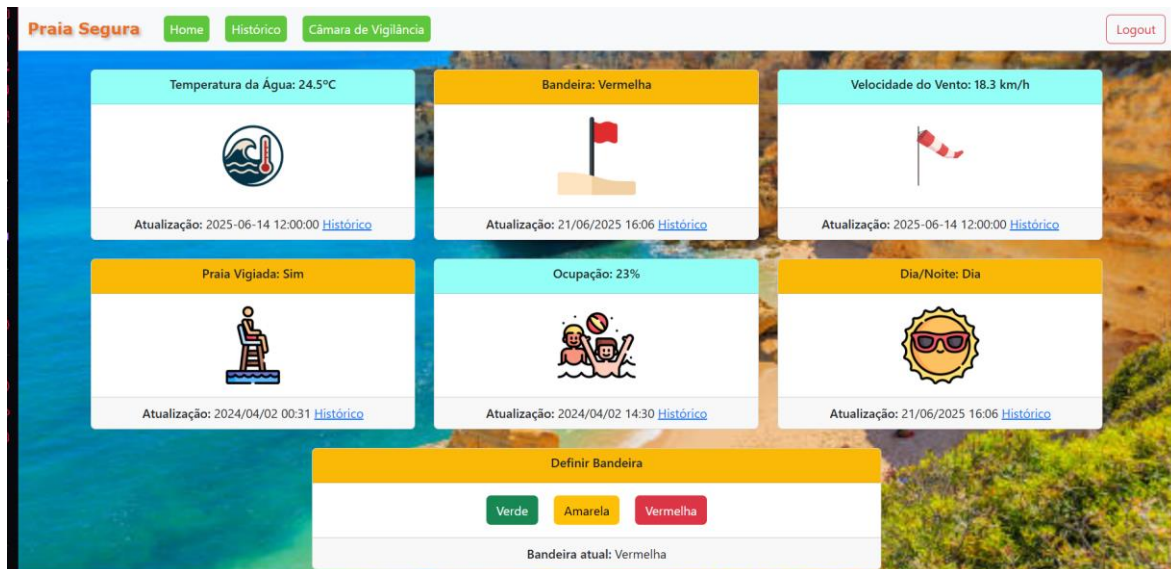 Praia Segura Home Histórico Câmara de Vigilância Logout
Temperatura da Água: 24.5ºC
Atualização: 2025-06-14 12:00:00 Histórico
Bandeira: Vermelha
Atualização: 21/06/2025 16:06 Histórico
Velocidade do Vento: 18.3 km/h
Atualização: 2025-06-14 12:00:00 Histórico
Praia Vigiada: Sim
Atualização: 2024/04/02 00:31 Histórico
Ocupação: 23%
Atualização: 2024/04/02 14:30 Histórico
Dia/Noite: Dia
Atualização: 21/06/2025 16:06 Histórico
Definir Bandeira
Verde Amarela Vermelha
Bandeira atual: Vermelha